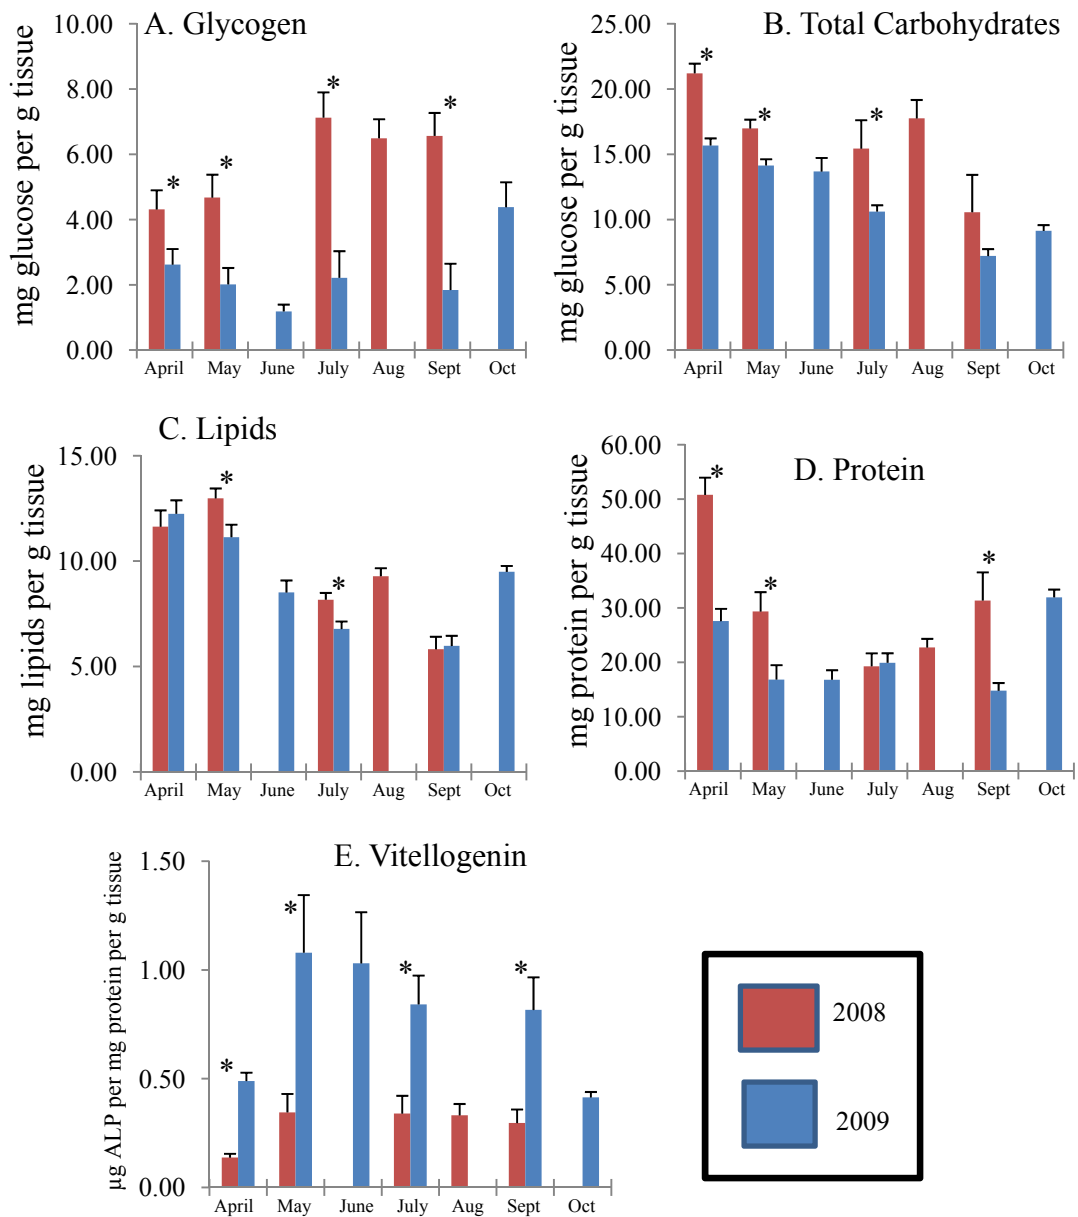 A. Glycogen
mg glucose per g tissue
10.00
8.00
6.00
4.00
2.00
0.00
* * * *
April May June July Aug Sept Oct
B. Total Carbohydrates
mg glucose per g tissue
25.00
20.00
15.00
10.00
5.00
0.00
* * *
April May June July Aug Sept Oct
C. Lipids
mg lipids per g tissue
15.00
10.00
5.00
0.00
* *
April May June July Aug Sept Oct
D. Protein
mg protein per g tissue
60.00
50.00
40.00
30.00
20.00
10.00
0.00
* * *
April May June July Aug Sept Oct
E. Vitellogenin
µg ALP per mg protein per g tissue
1.50
1.00
0.50
0.00
* * * *
April May June July Aug Sept Oct
2008
2009